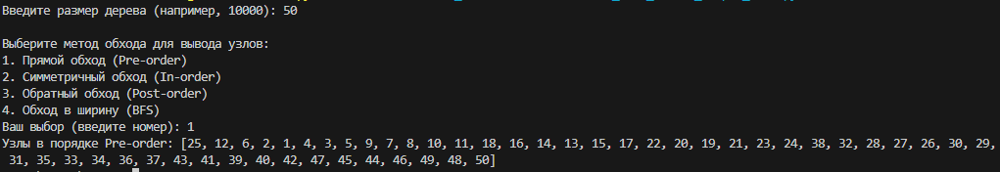 Введите размер дерева (например, 10000): 50
Выберите метод обхода для вывода узлов:
1. Прямой обход (Pre-order)
2. Симметричный обход (In-order)
3. Обратный обход (Post-order)
4. Обход в ширину (BFS)
Ваш выбор (введите номер): 1
Узлы в порядке Pre-order: [25, 12, 6, 2, 1, 4, 3, 5, 9, 7, 8, 10, 11, 18, 16, 14, 13, 15, 17, 22, 20, 19, 21, 23, 24, 38, 32, 28, 27, 26, 30, 29,
31, 35, 33, 34, 36, 37, 43, 41, 39, 40, 42, 47, 45, 44, 46, 49, 48, 50]